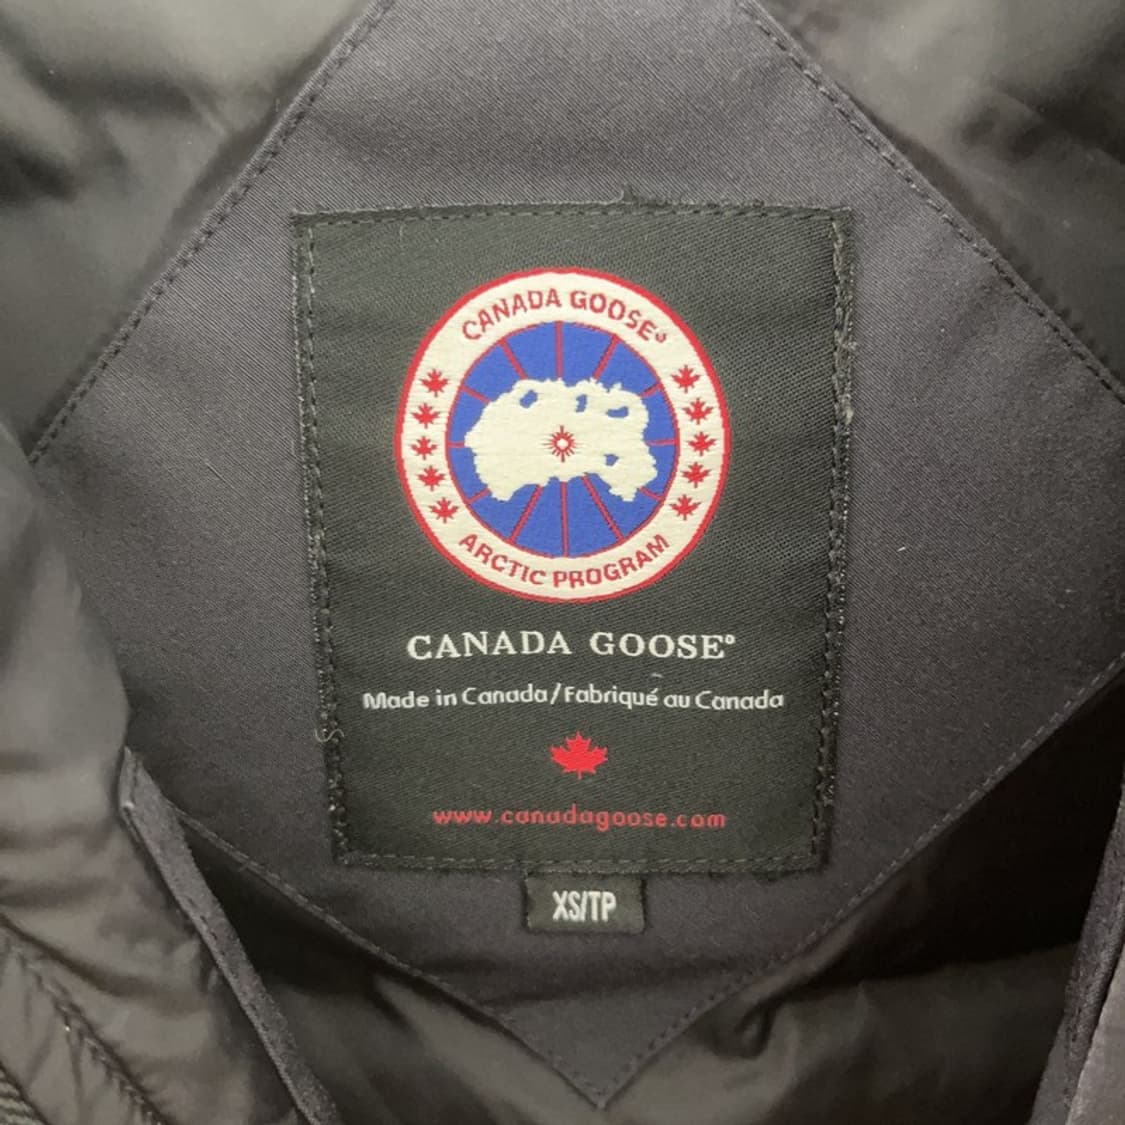 CANADA GOOSE®
ARCTIC PROGRAM
CANADA GOOSE®
Made in Canada/Fabriqué au Canada
www.canadagoose.com
XS/TP